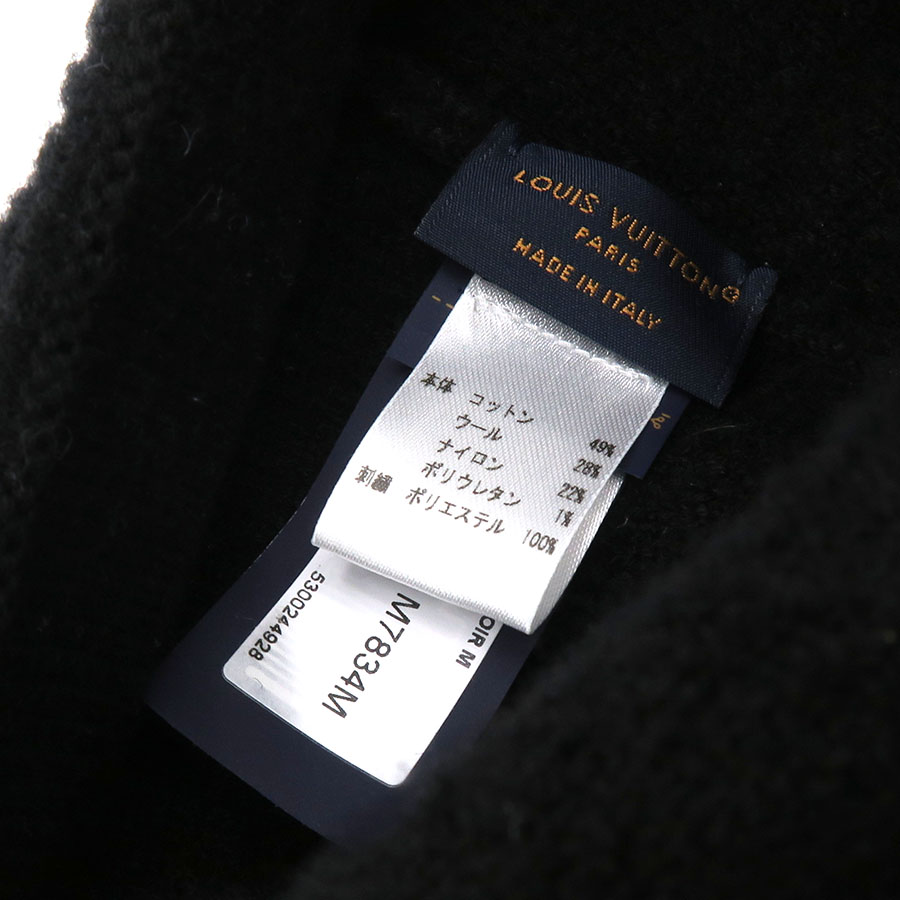 LOUIS VUITTON®
PARIS
MADE IN ITALY
本体 コットン 49%
ウール 28%
ナイロン 22%
ポリウレタン 1%
刺繍 ポリエステル 100%
OIR M
M7834M
5300244928